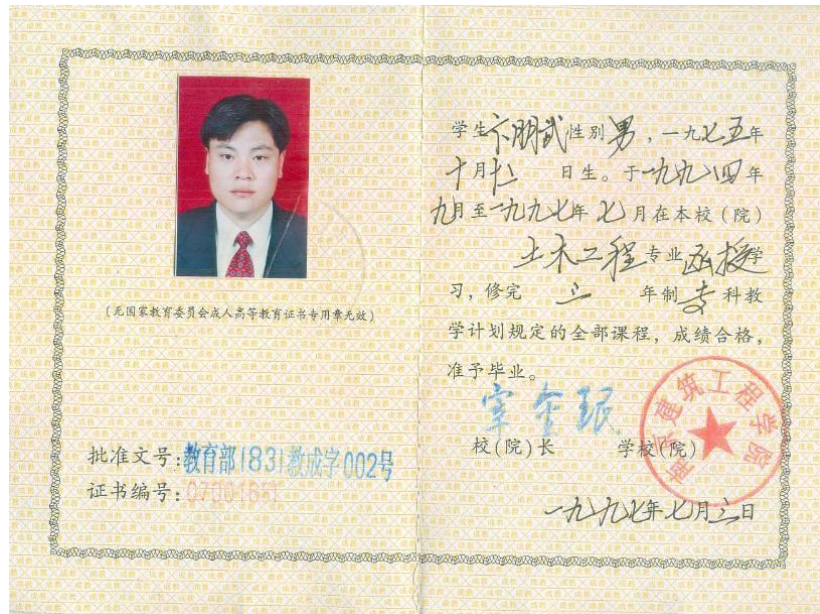 (无国家教育委员会成人高等教育证书专用章无效)
批准文号:教育部(83)教成字002号
证书编号:
学生卞朋武性别男,一九七五年
十月十二日生。于一九九四年
九月至一九九七年七月在本校(院)
土木工程专业函授学
习,修完三年制专科教
学计划规定的全部课程,成绩合格,
准予毕业。
校(院)长 学校(院)
建筑工程学院
一九九七年七月三日